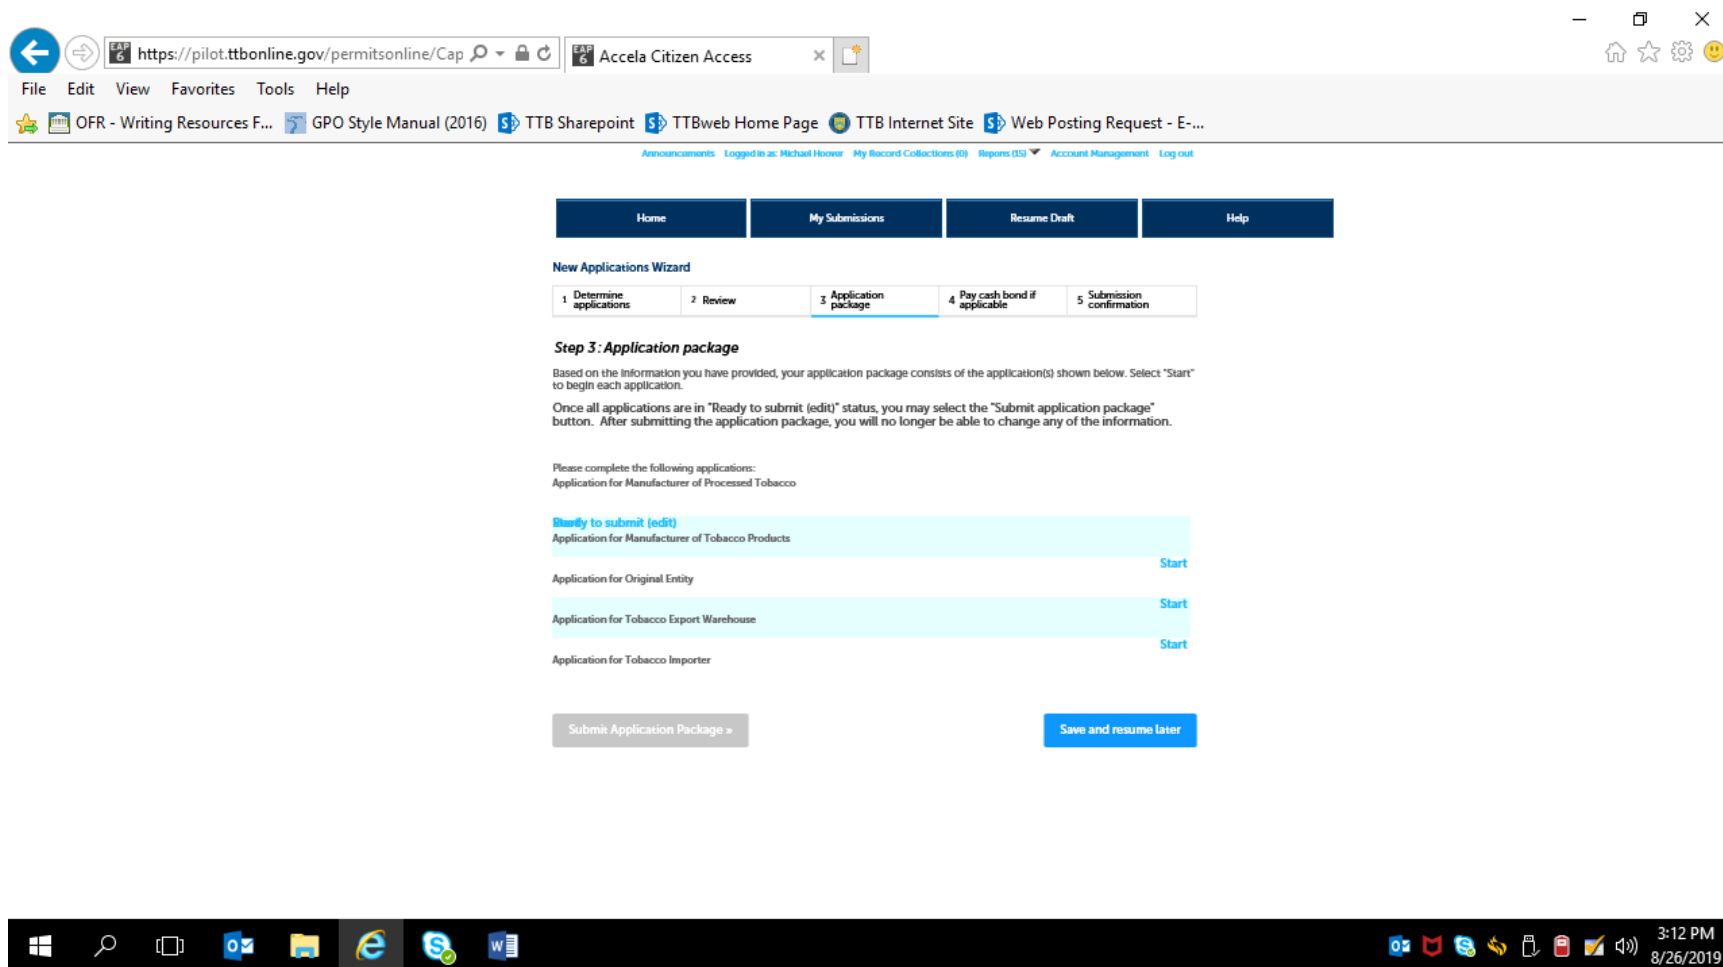 https://pilot.ttbonline.gov/permitsonline/Cap
Accela Citizen Access
File Edit View Favorites Tools Help
OFR - Writing Resources F... GPO Style Manual (2016) TTB Sharepoint TTBweb Home Page TTB Internet Site Web Posting Request - E-...
Announcements Logged in as: Michael Hoover My Record Collections (0) Reports (15) Account Management Log out
Home My Submissions Resume Draft Help
New Applications Wizard
1 Determine applications 2 Review 3 Application package 4 Pay cash bond if applicable 5 Submission confirmation
Step 3: Application package
Based on the information you have provided, your application package consists of the application(s) shown below. Select "Start"
to begin each application.
Once all applications are in "Ready to submit (edit)" status, you may select the "Submit application package"
button. After submitting the application package, you will no longer be able to change any of the information.
Please complete the following applications:
Application for Manufacturer of Processed Tobacco
Ready to submit (edit)
Application for Manufacturer of Tobacco Products
Start
Application for Original Entity
Start
Application for Tobacco Export Warehouse
Start
Application for Tobacco Importer
Submit Application Package »
Save and resume later
3:12 PM
8/26/2019